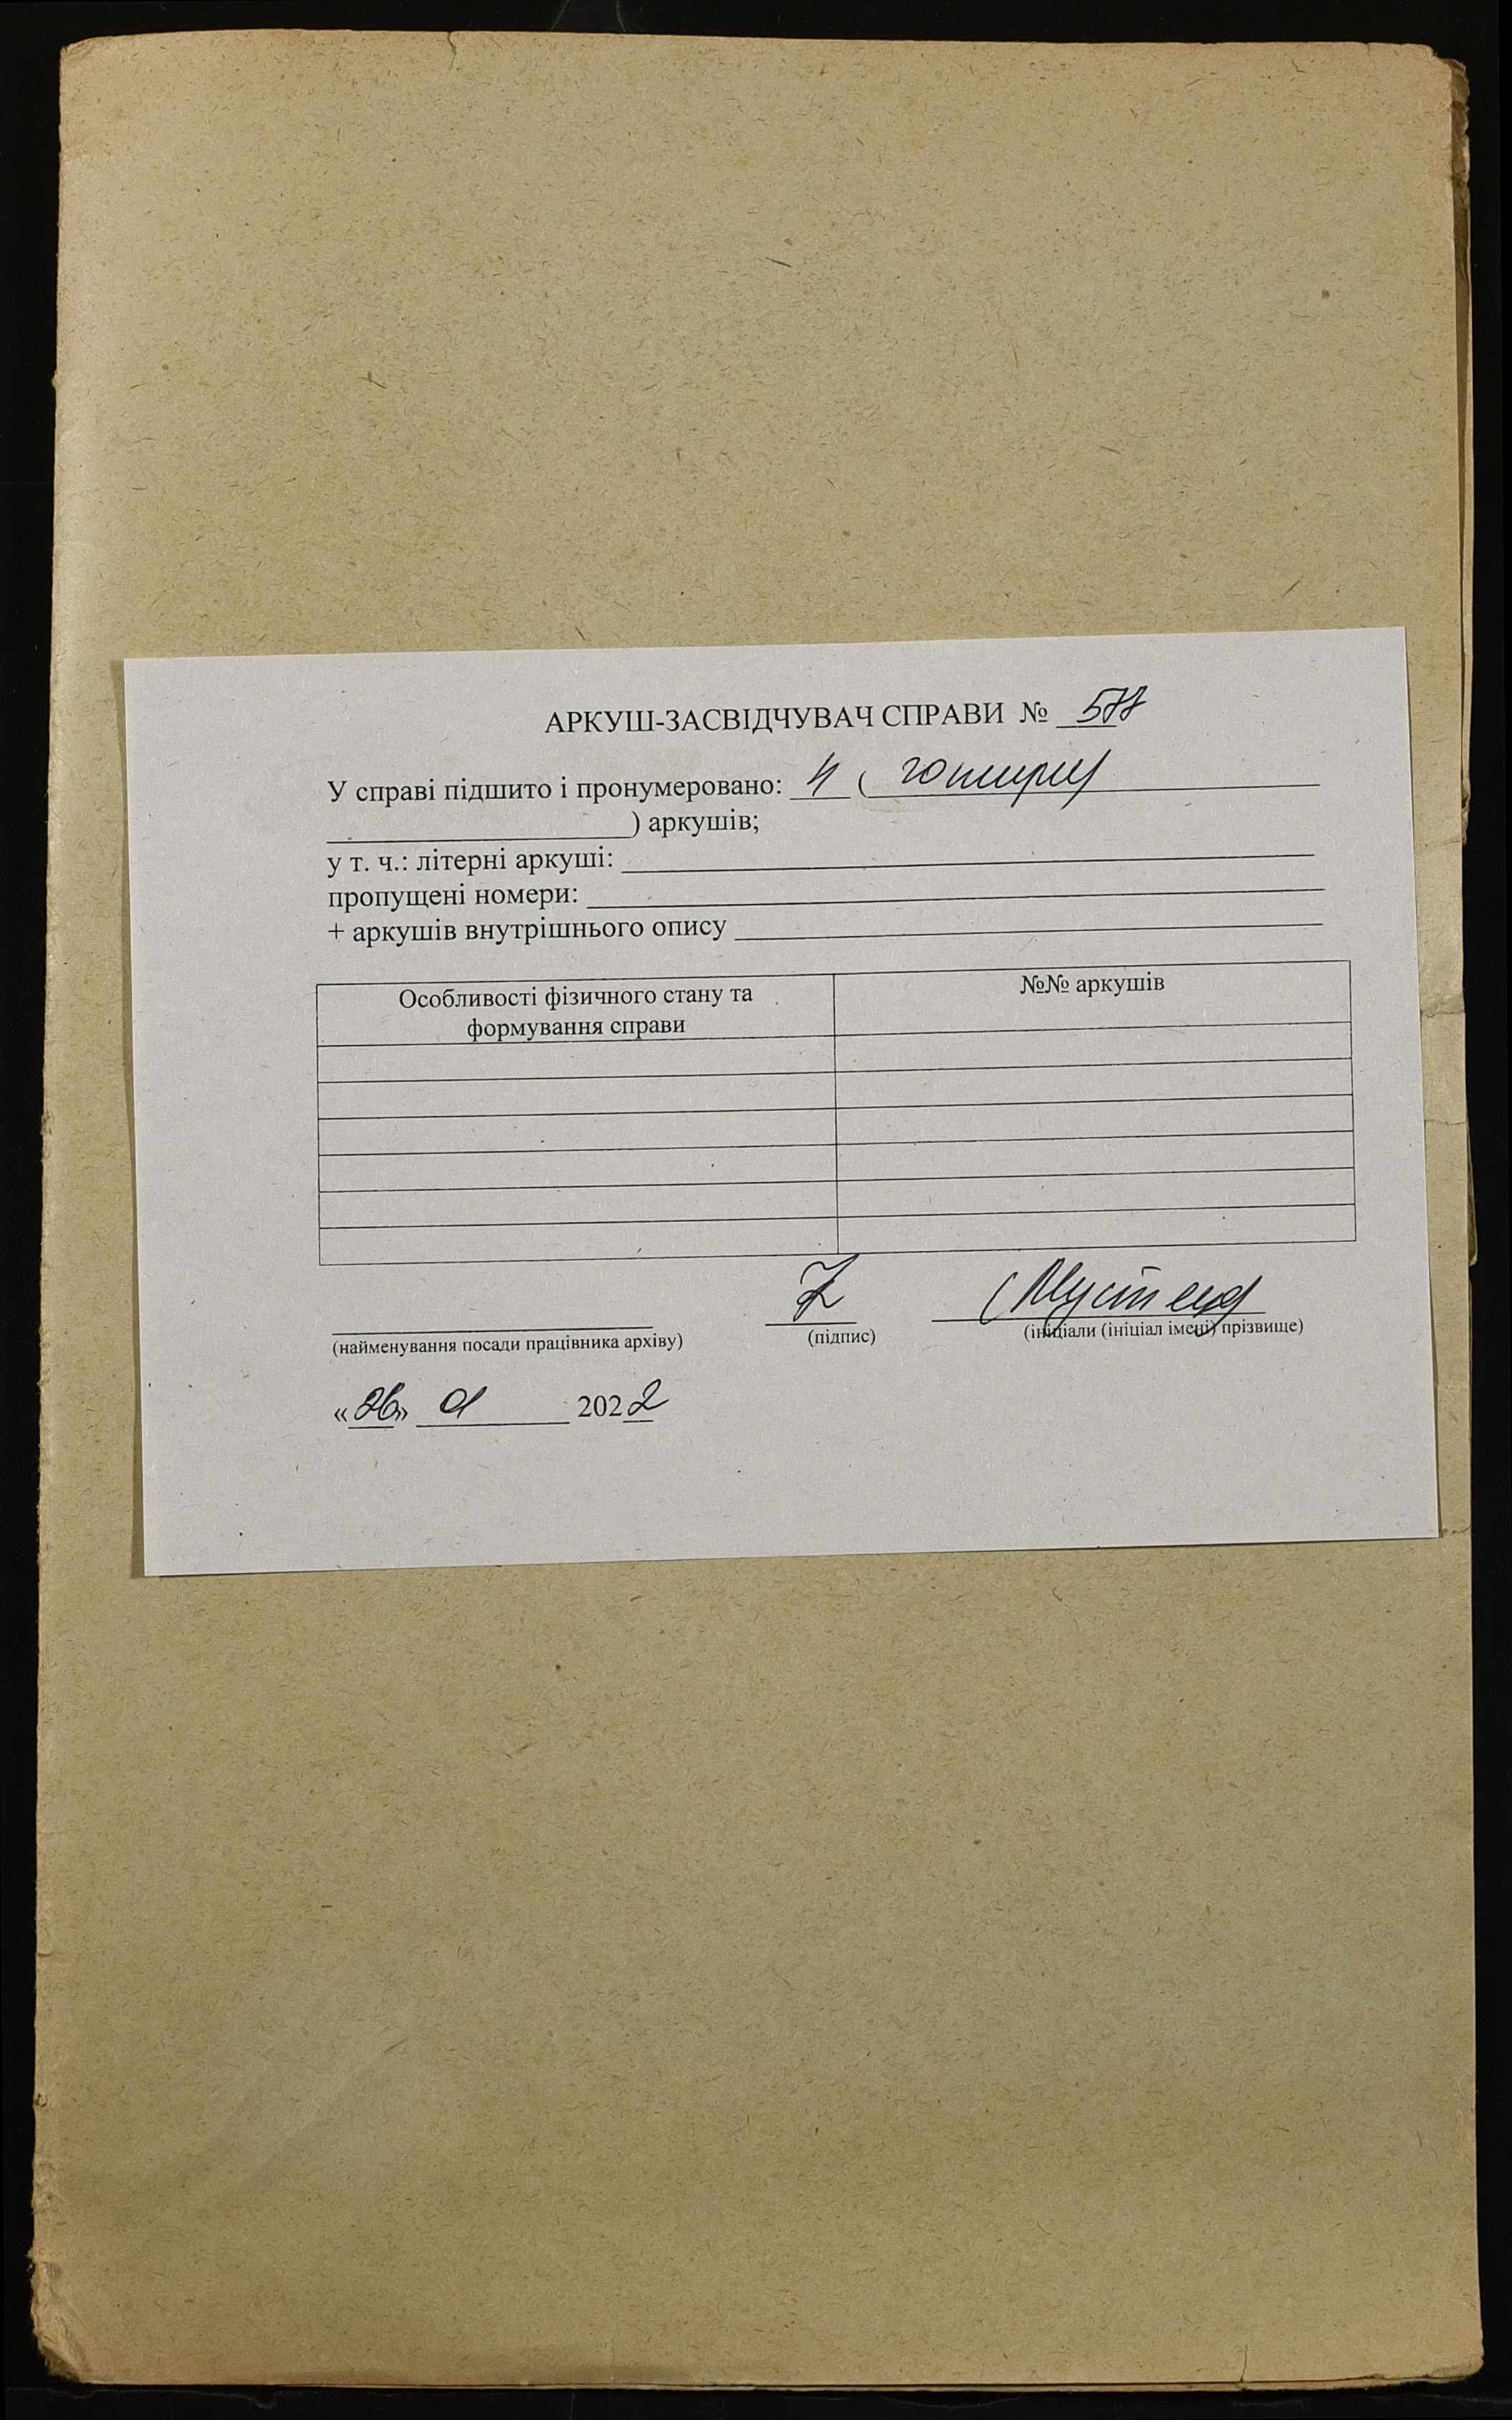 АРКУШ-ЗАСВІДЧУВАЧ СПРАВИ № 577
У справі підшито і пронумеровано: 4 ( чотири
) аркушів;
у т. ч.: літерні аркуші:
пропущені номери:
+ аркушів внутрішнього опису
Особливості фізичного стану та
формування справи
№№ аркушів
(найменування посади працівника архіву)
(підпис)
(ініціали (ініціал імені) прізвище)
«26» 01 2022